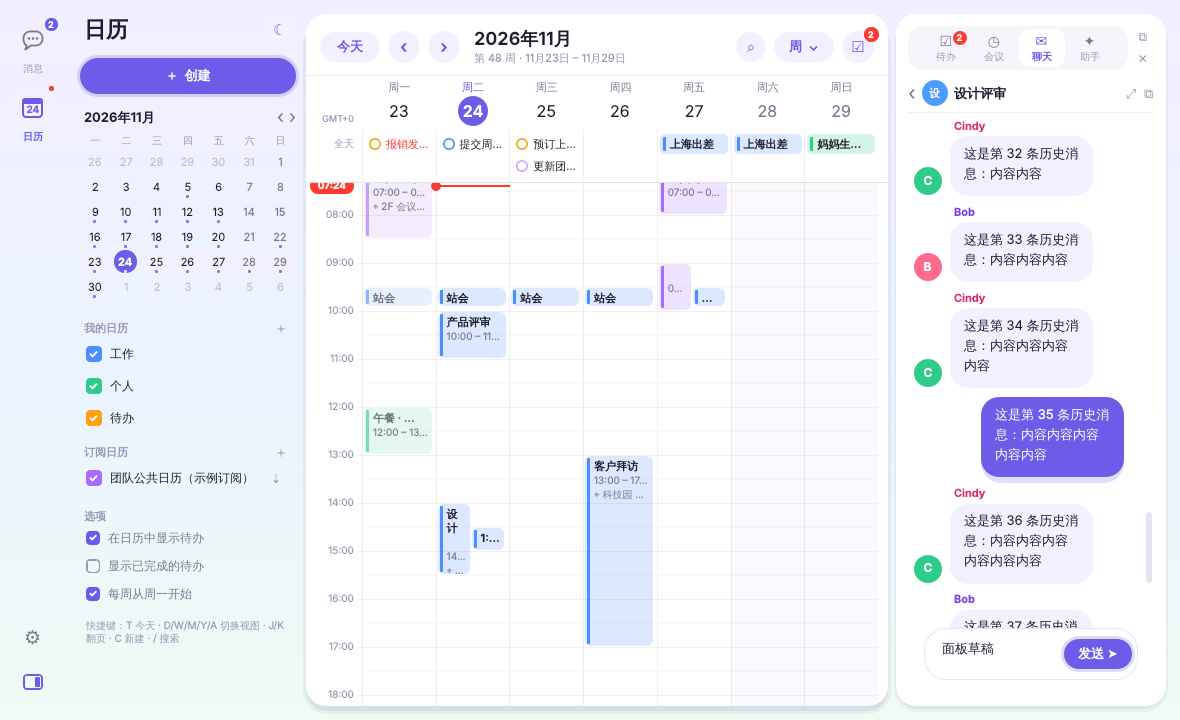 2
消息
24
日历
日历
☾
＋ 创建
2026年11月
一 二 三 四 五 六 日
26 27 28 29 30 31 1
2 3 4 5 6 7 8
9 10 11 12 13 14 15
16 17 18 19 20 21 22
23 24 25 26 27 28 29
30 1 2 3 4 5 6
我的日历 ＋
工作
个人
待办
订阅日历 ＋
团队公共日历（示例订阅） ⇣
选项
在日历中显示待办
显示已完成的待办
每周从周一开始
快捷键：T 今天 · D/W/M/Y/A 切换视图 · J/K
翻页 · C 新建 · / 搜索
今天 ‹ ›
2026年11月
第 48 周 · 11月23日 – 11月29日
周
2
周一 周二 周三 周四 周五 周六 周日
GMT+0 23 24 25 26 27 28 29
全天 报销发… 提交周… 预订上… 上海出差 上海出差 妈妈生…
更新团…
07:24
07:00 – 0…
⌖ 2F 会议…
07:00 – 0…
08:00
09:00
0…
站会 站会 站会 站会 …
10:00
产品评审
10:00 – 11…
11:00
12:00
午餐 · …
12:00 – 13…
13:00
客户拜访
13:00 – 17…
⌖ 科技园 …
14:00
设
计
14…
⌖ …
1:…
15:00
16:00
17:00
18:00
2
待办 会议 聊天 助手
‹ 设 设计评审
Cindy
这是第 32 条历史消
息：内容内容
C
Bob
这是第 33 条历史消
息：内容内容
B
Cindy
这是第 34 条历史消
息：内容内容内容
内容
C
这是第 35 条历史消
息：内容内容内容
内容内容
Cindy
这是第 36 条历史消
息：内容内容内容
内容内容内容
C
Bob
这是第 37 条历史消
面板草稿
发送 ➤